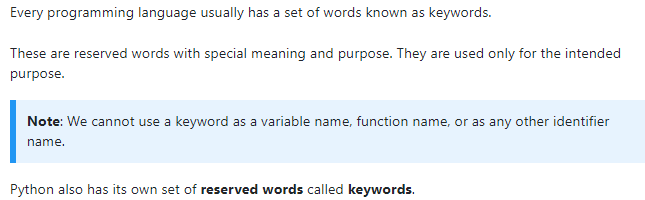 Every programming language usually has a set of words known as keywords.
These are reserved words with special meaning and purpose. They are used only for the intended
purpose.
Note: We cannot use a keyword as a variable name, function name, or as any other identifier
name.
Python also has its own set of reserved words called keywords.